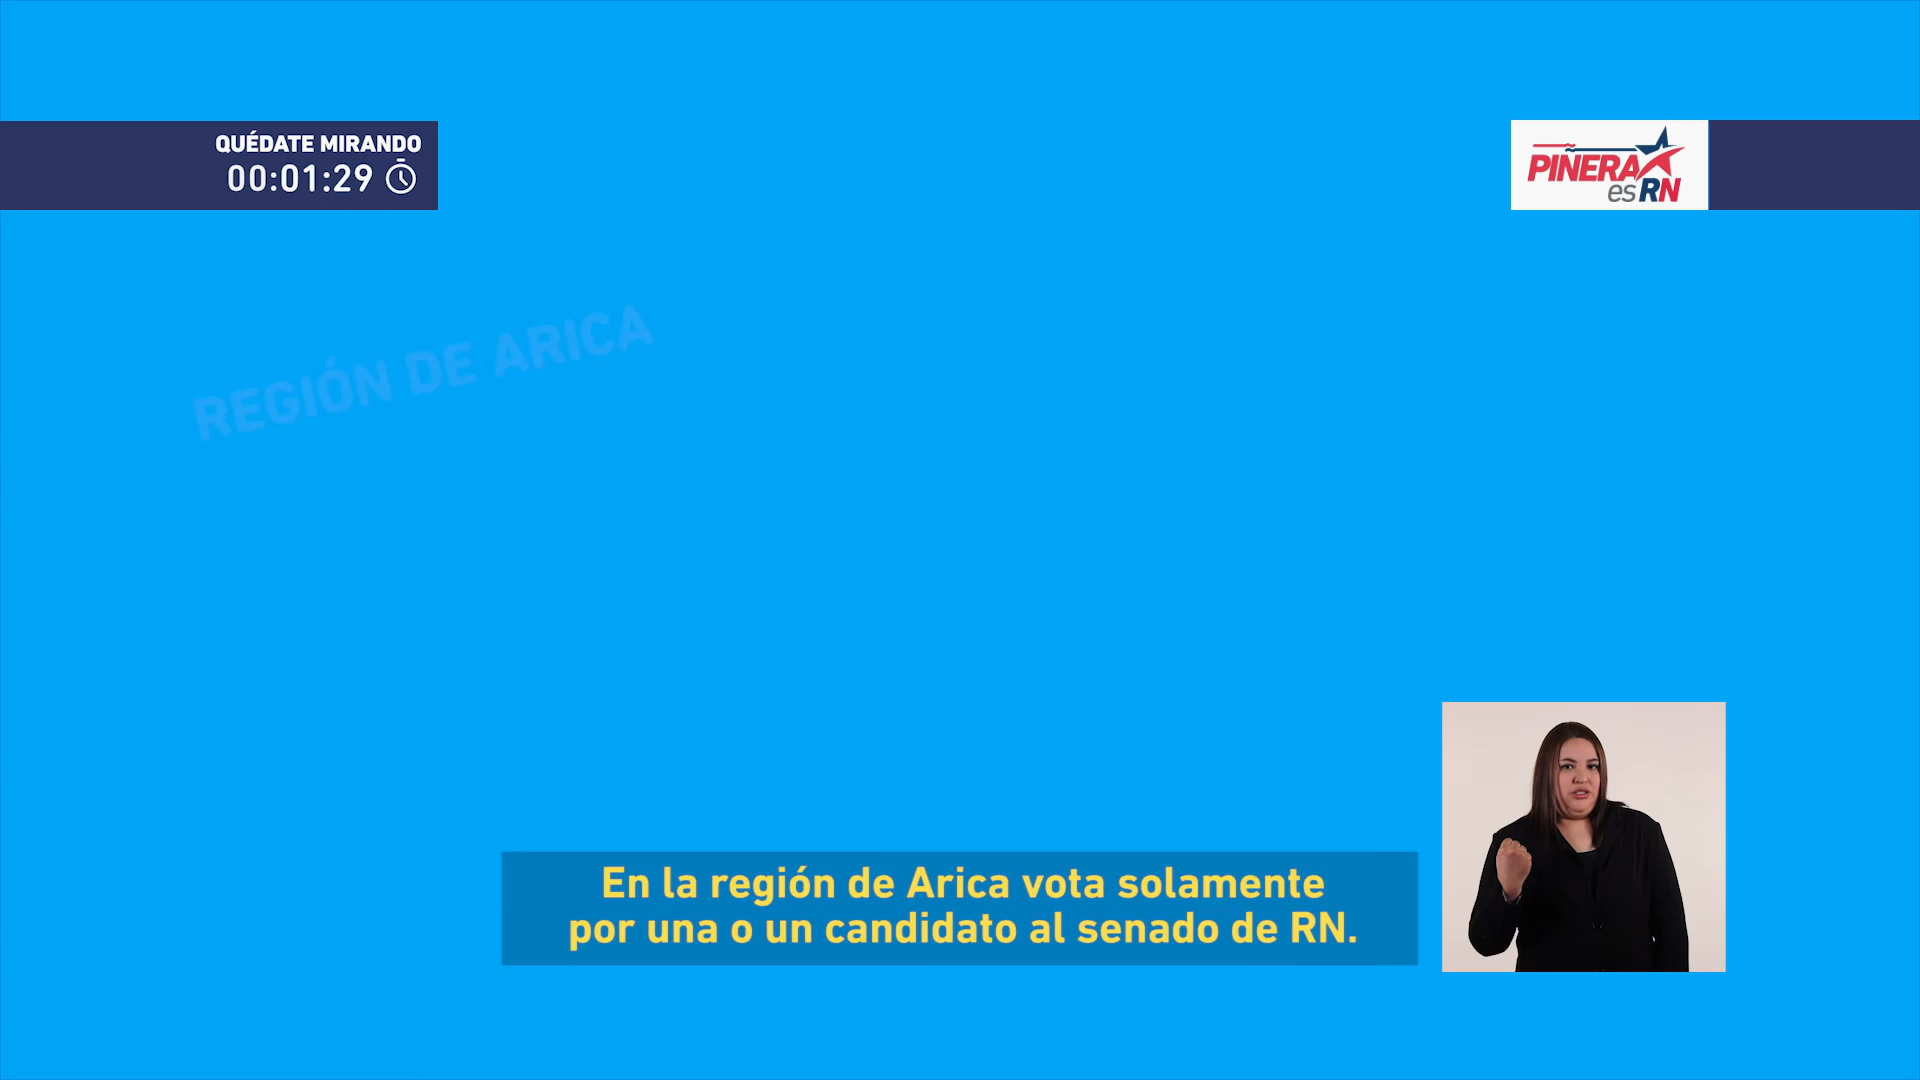 QUÉDATE MIRANDO
00:01:29
PIÑERA
es RN
REGIÓN DE ARICA
En la región de Arica vota solamente
por una o un candidato al senado de RN.